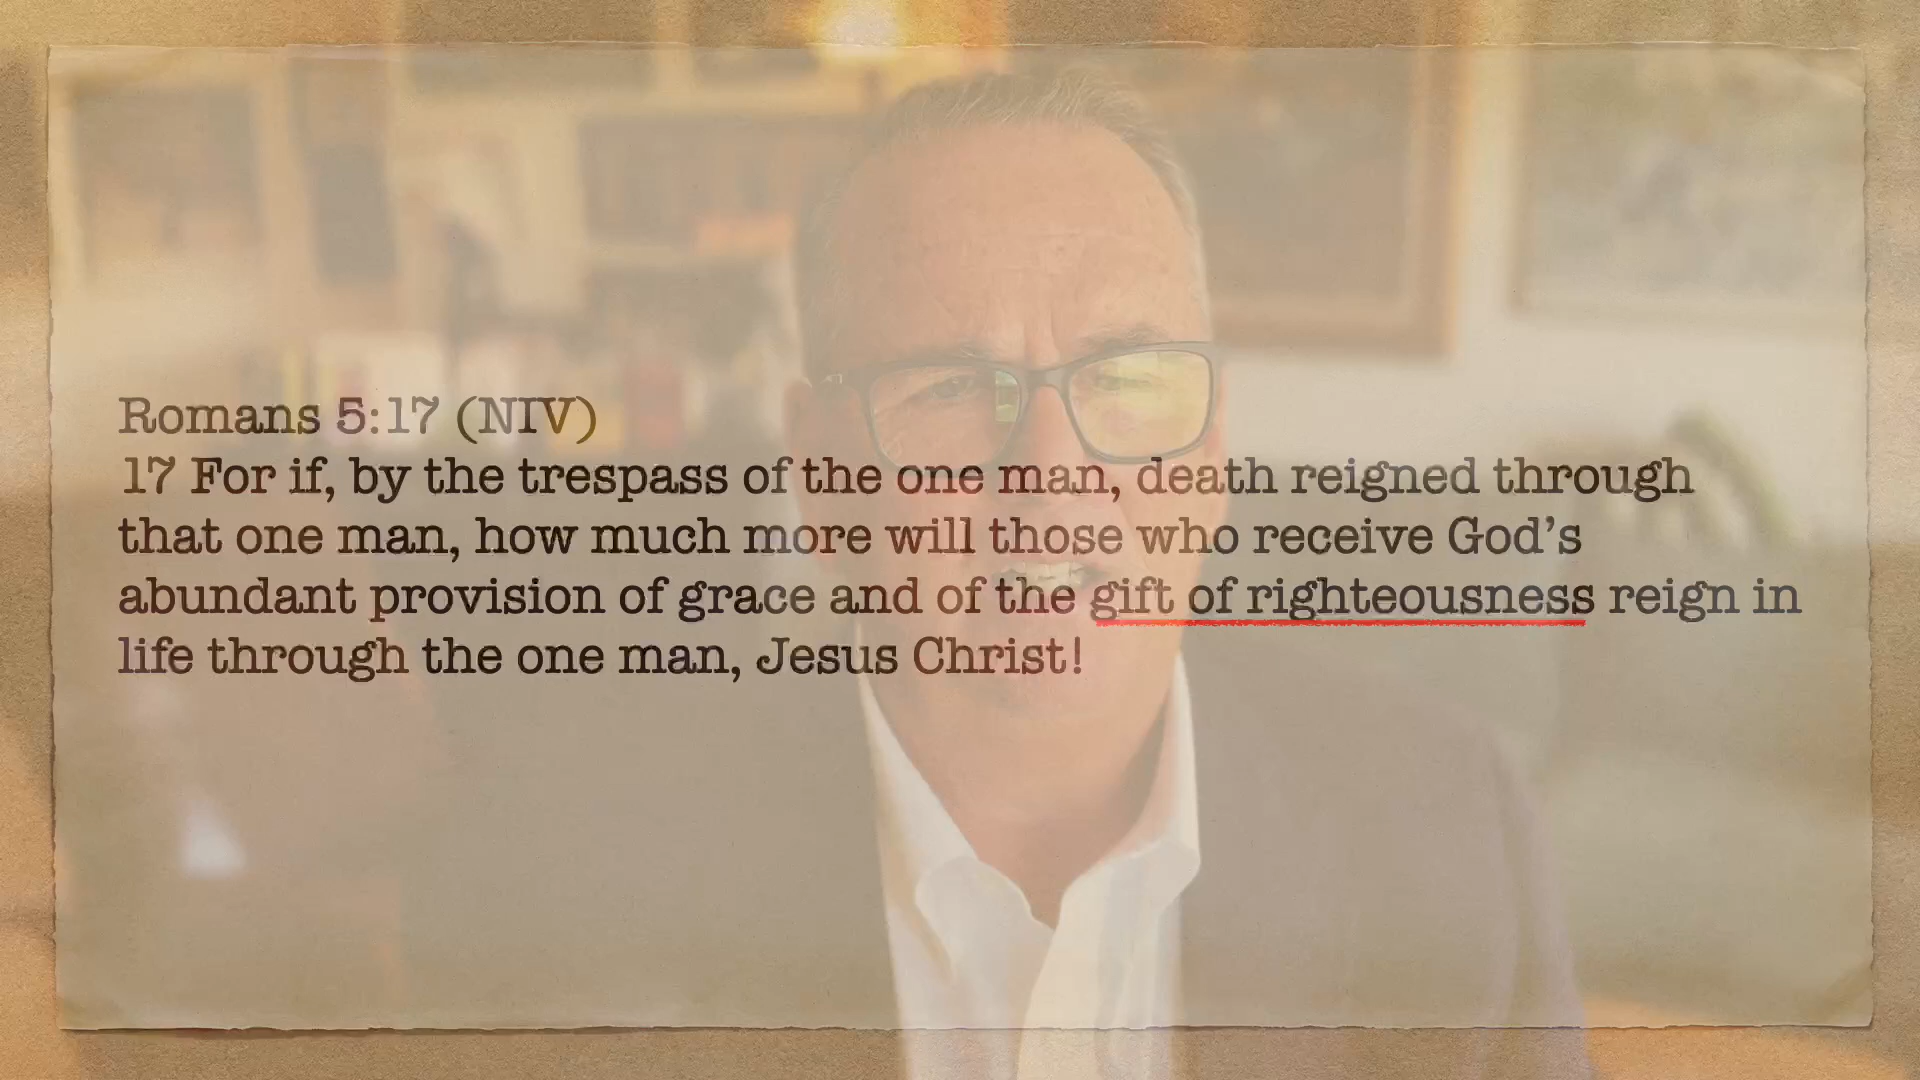 Romans 5:17 (NIV)
17 For if, by the trespass of the one man, death reigned through
that one man, how much more will those who receive God’s
abundant provision of grace and of the gift of righteousness reign in
life through the one man, Jesus Christ!